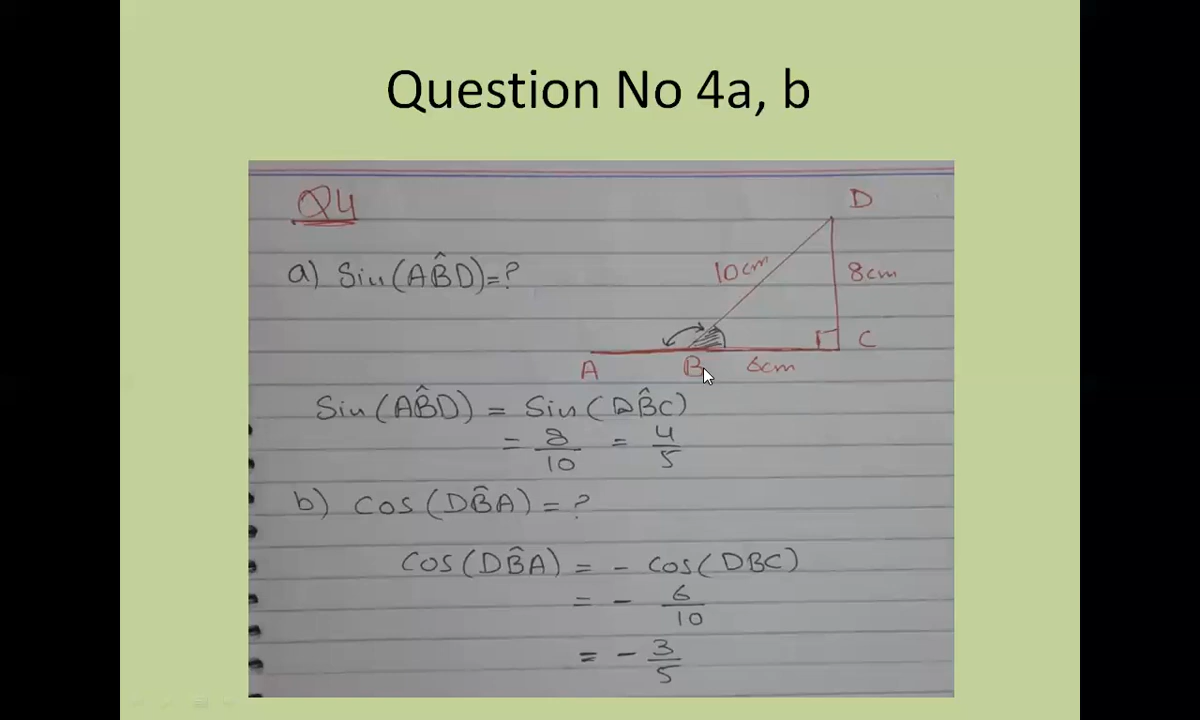 Question No 4a, b
Q4
D
a) Sin(AB̂D)=?
10cm
8cm
A
B
6cm
C
Sin(AB̂D) = Sin(DB̂C)
= 8/10 = 4/5
b) Cos(DB̂A) = ?
Cos(DB̂A) = - cos(DBC)
= - 6/10
= - 3/5